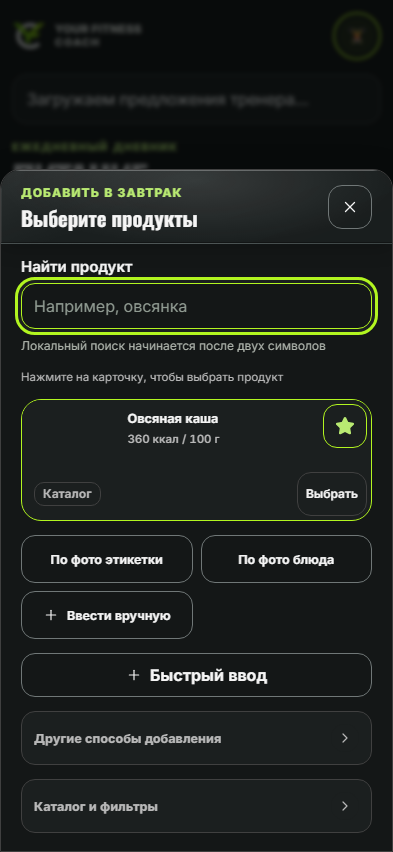 YOUR FITNESS
COACH
Загружаем предложения тренера...
ЕЖЕДНЕВНЫЙ ДНЕВНИК
ДОБАВИТЬ В ЗАВТРАК
Выберите продукты
Найти продукт
Например, овсянка
Локальный поиск начинается после двух символов
Нажмите на карточку, чтобы выбрать продукт
Овсяная каша
360 ккал / 100 г
Каталог
Выбрать
По фото этикетки
По фото блюда
+ Ввести вручную
+ Быстрый ввод
Другие способы добавления
Каталог и фильтры